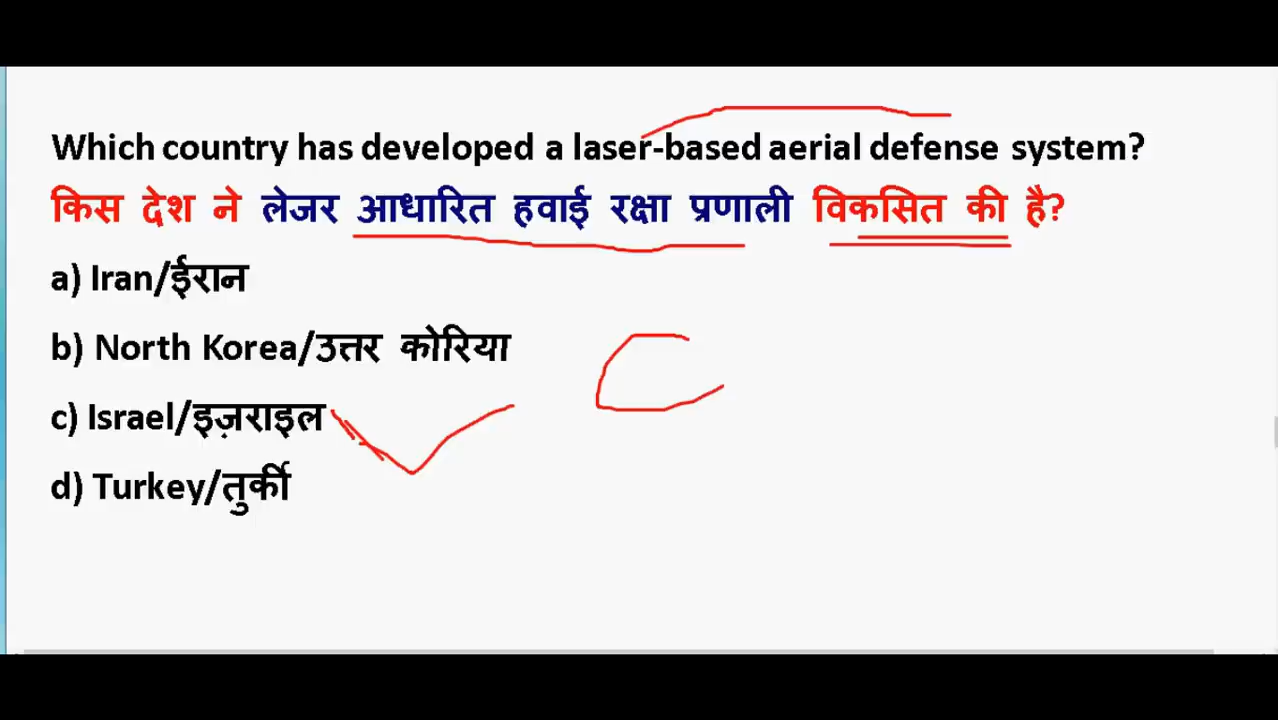 Which country has developed a laser-based aerial defense system?
किस देश ने लेजर आधारित हवाई रक्षा प्रणाली विकसित की है?
a) Iran/ईरान
b) North Korea/उत्तर कोरिया
c) Israel/इज़राइल
d) Turkey/तुर्की